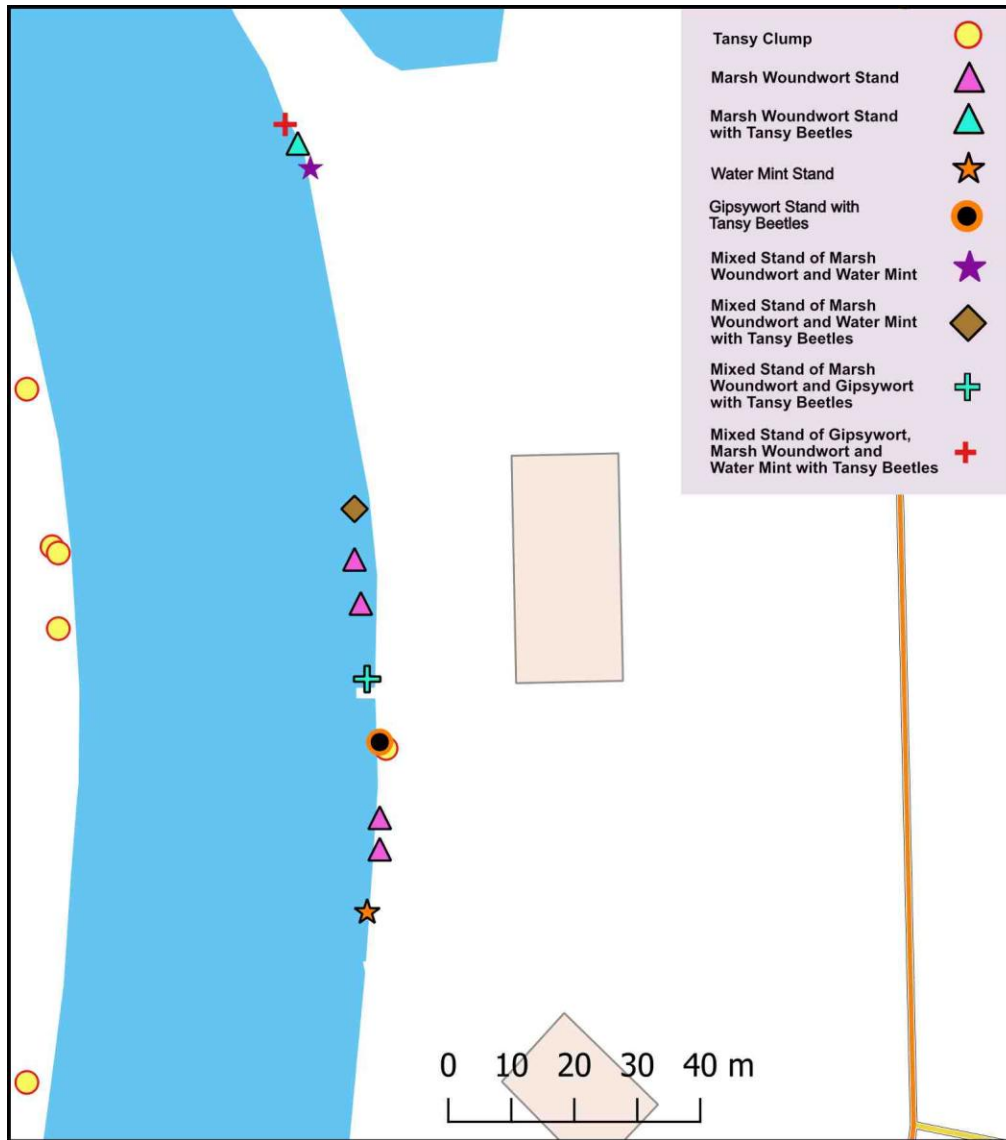 Tansy Clump
Marsh Woundwort Stand
Marsh Woundwort Stand
with Tansy Beetles
Water Mint Stand
Gipsywort Stand with
Tansy Beetles
Mixed Stand of Marsh
Woundwort and Water Mint
Mixed Stand of Marsh
Woundwort and Water Mint
with Tansy Beetles
Mixed Stand of Marsh
Woundwort and Gipsywort
with Tansy Beetles
Mixed Stand of Gipsywort,
Marsh Woundwort and
Water Mint with Tansy Beetles
0 10 20 30 40 m